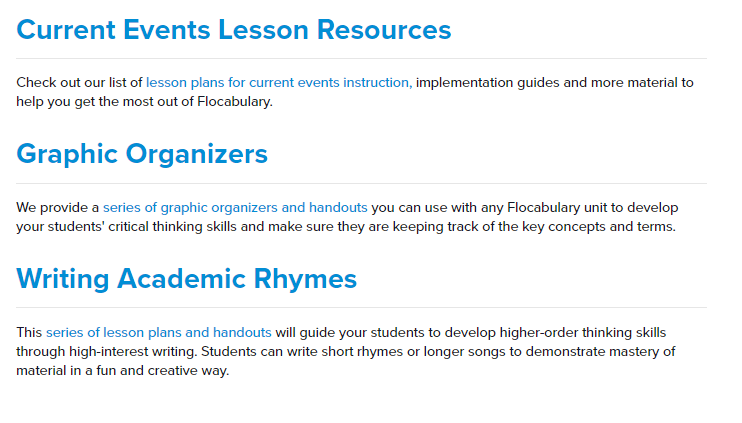 Current Events Lesson Resources
Check out our list of lesson plans for current events instruction, implementation guides and more material to
help you get the most out of Flocabulary.
Graphic Organizers
We provide a series of graphic organizers and handouts you can use with any Flocabulary unit to develop
your students' critical thinking skills and make sure they are keeping track of the key concepts and terms.
Writing Academic Rhymes
This series of lesson plans and handouts will guide your students to develop higher-order thinking skills
through high-interest writing. Students can write short rhymes or longer songs to demonstrate mastery of
material in a fun and creative way.